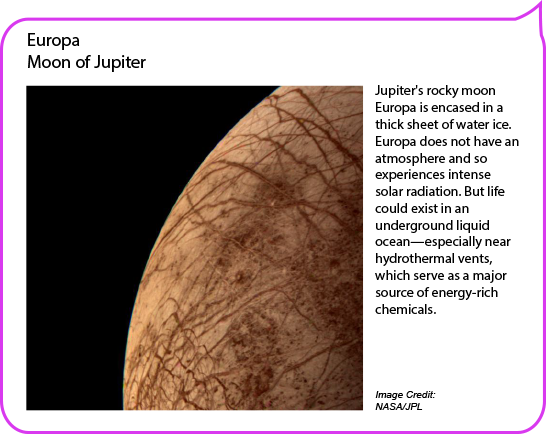 Europa
Moon of Jupiter
Jupiter's rocky moon
Europa is encased in a
thick sheet of water ice.
Europa does not have an
atmosphere and so
experiences intense
solar radiation. But life
could exist in an
underground liquid
ocean—especially near
hydrothermal vents,
which serve as a major
source of energy-rich
chemicals.
Image Credit:
NASA/JPL